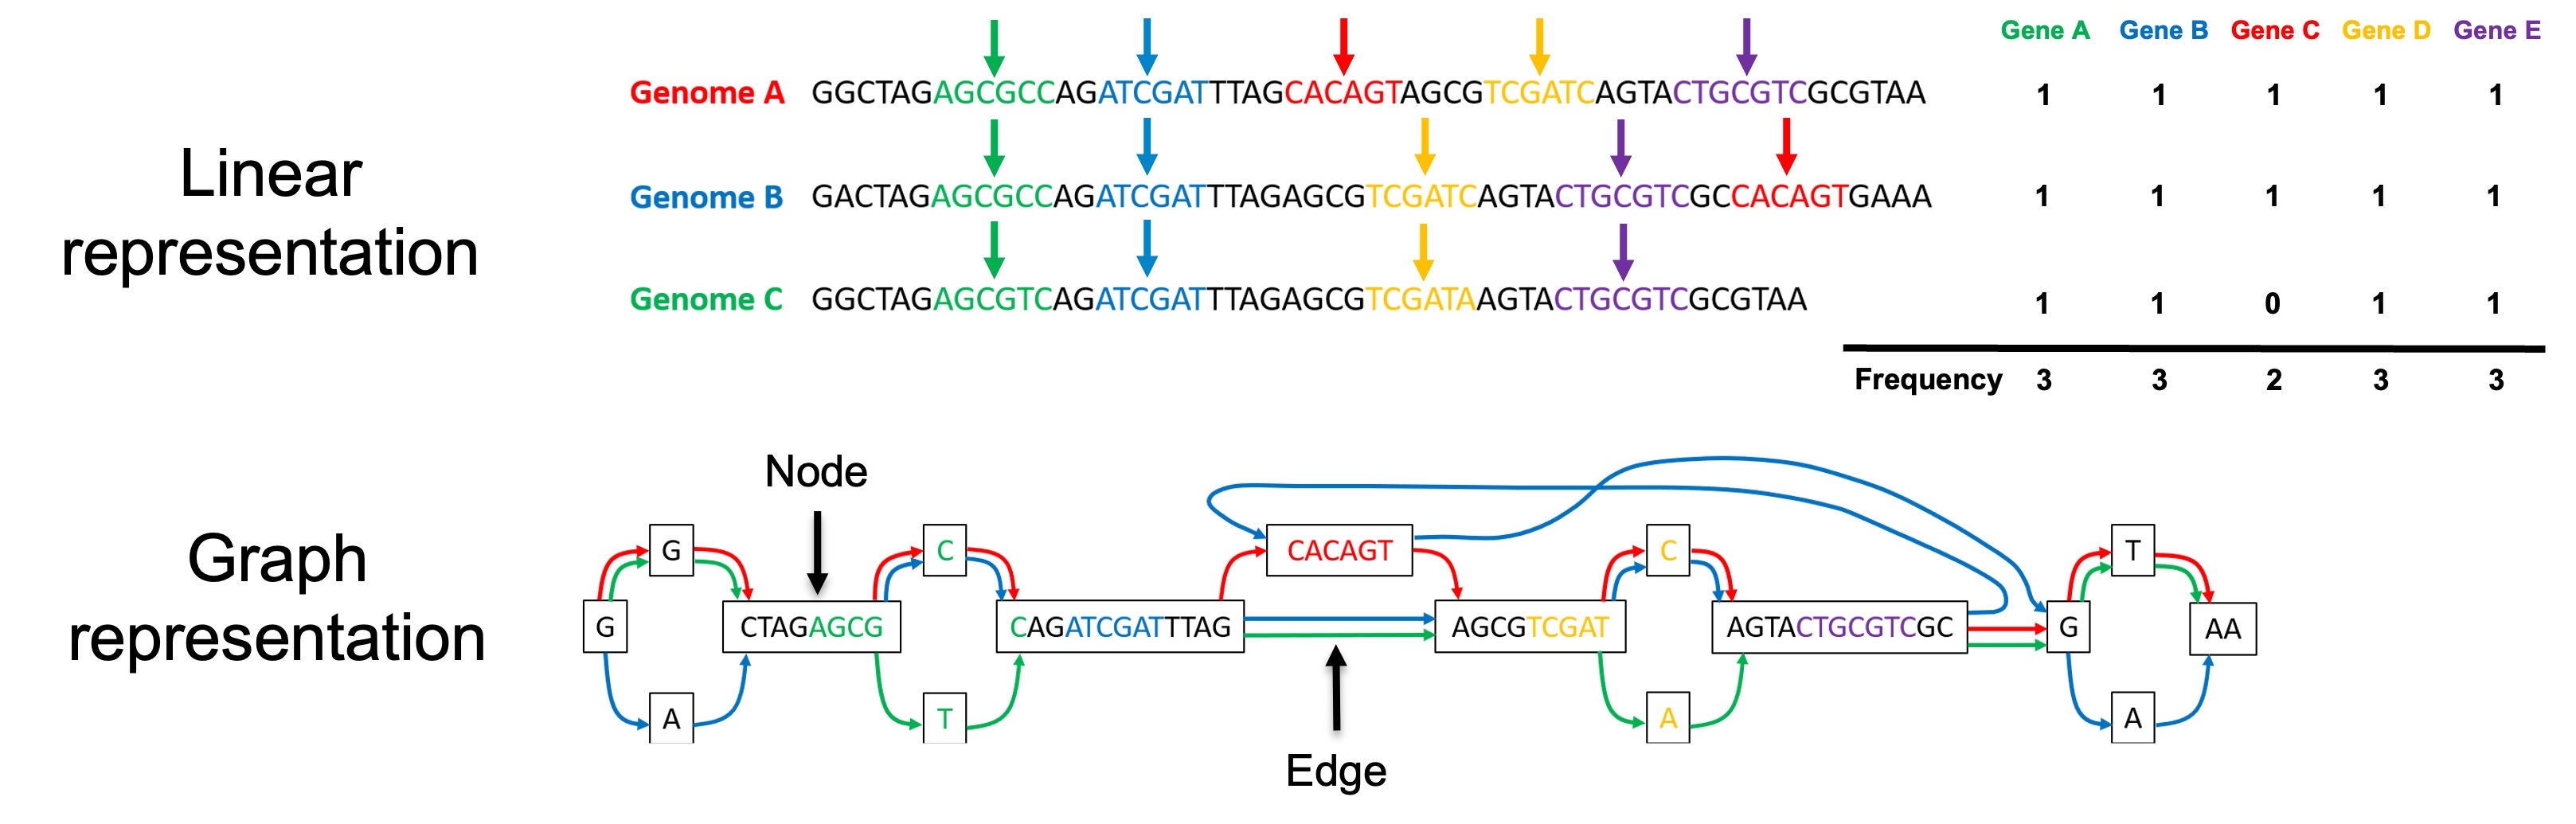 Gene A Gene B Gene C Gene D Gene E
Genome A GGCTAGAGCGCCAGATCGATTTAGCACAGTAGCGTCGATCAGTACTGCGTCGCGTAA 1 1 1 1 1
Linear
representation
Genome B GACTAGAGCGCCAGATCGATTTAGAGCGTCGATCAGTACTGCGTCGCCACAGTGAAA 1 1 1 1 1
Genome C GGCTAGAGCGTCAGATCGATTTAGAGCGTCGATAAGTACTGCGTCGCGTAA 1 1 0 1 1
Frequency 3 3 2 3 3
Node
Graph
representation
G C CACAGT C T
G CTAGAGCG CAGATCGATTTAG AGCGTCGAT AGTACTGCGTCGC G AA
A T A A
Edge